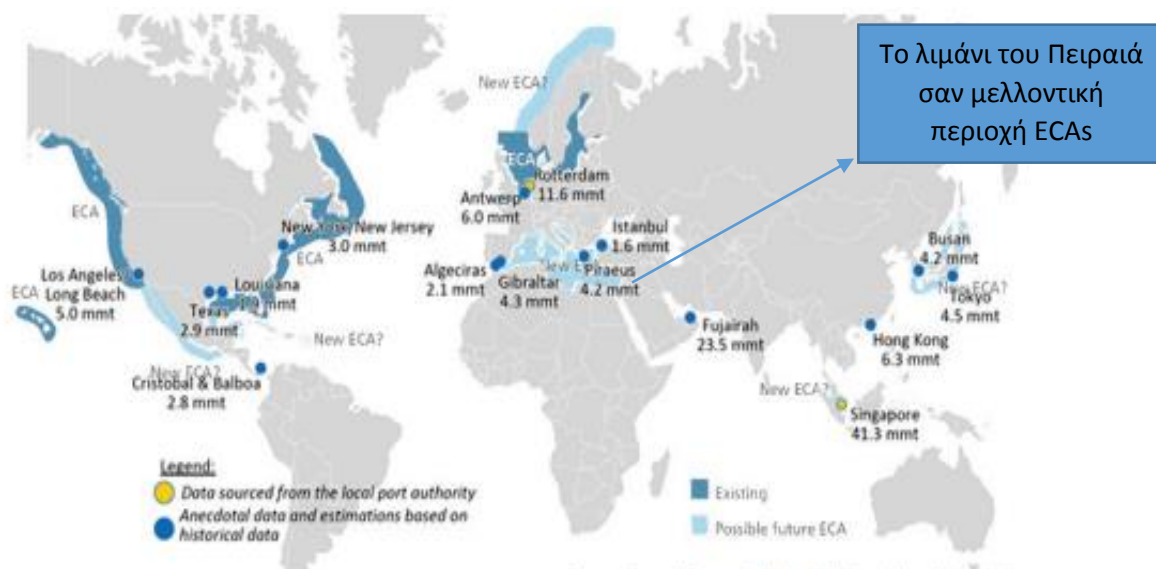 Το λιμάνι του Πειραιά
σαν μελλοντική
περιοχή ECAs
New ECA?
ECA
Rotterdam
11.6 mmt
Antwerp
6.0 mmt
ECA
New York/New Jersey
3.0 mmt
ECA
Istanbul
1.6 mmt
Busan
4.2 mmt
Los Angeles
Long Beach
5.0 mmt
Louisiana
mmt
Texas
2.9 mmt
Algeciras
2.1 mmt
Gibraltar
4.3 mmt
Piraeus
4.2 mmt
New ECA?
Tokyo
4.5 mmt
ECA
Fujairah
23.5 mmt
Hong Kong
6.3 mmt
New ECA?
New ECA?
Cristobal & Balboa
2.8 mmt
New ECA?
Singapore
41.3 mmt
Legend:
Data sourced from the local port authority
Anecdotal data and estimations based on
historical data
Existing
Possible future ECA